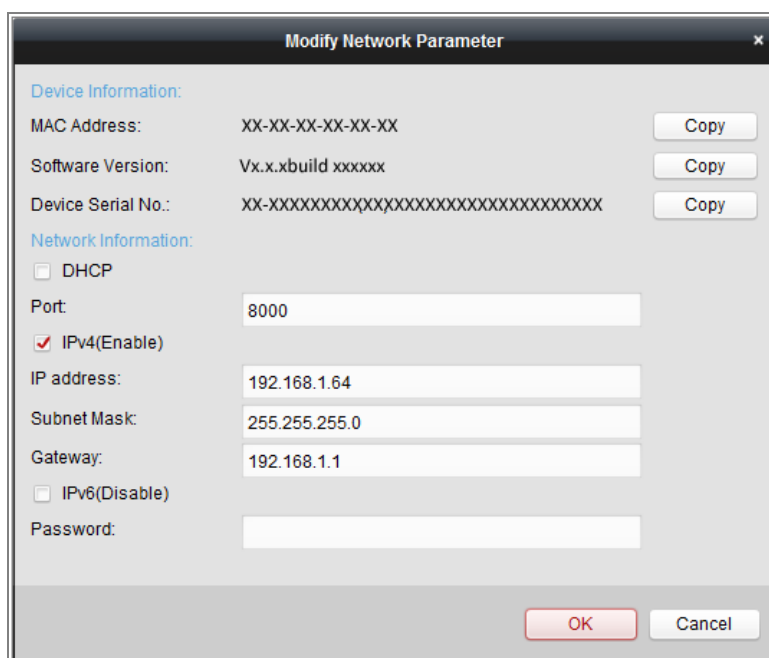 Modify Network Parameter ×
Device Information:
MAC Address: XX-XX-XX-XX-XX-XX Copy
Software Version: Vx.x.xbuild xxxxxx Copy
Device Serial No.: XX-XXXXXXXXXXXXXXXXXXXXXXXXXXXXXXXX Copy
Network Information:
DHCP
Port: 8000
IPv4(Enable)
IP address: 192.168.1.64
Subnet Mask: 255.255.255.0
Gateway: 192.168.1.1
IPv6(Disable)
Password:
OK Cancel